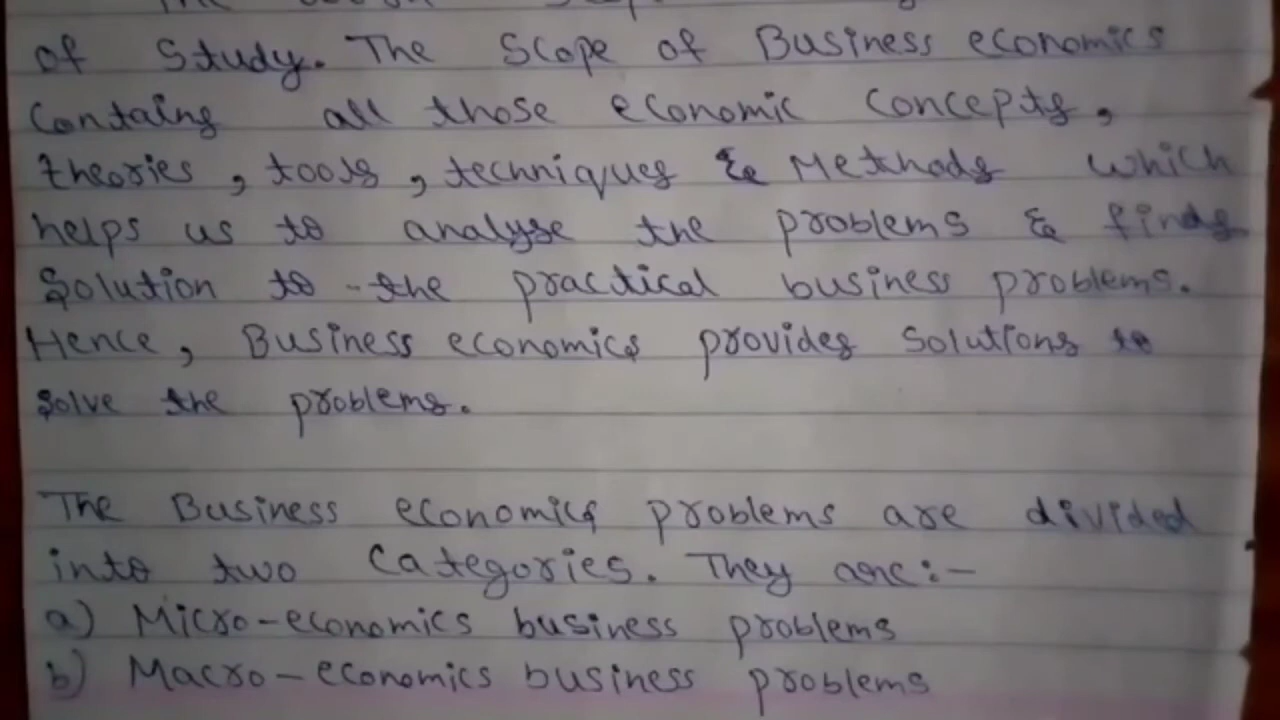 of Study. The Scope of Business economics
Contains all those economic concepts,
theories, tools, techniques & Methods which
helps us to analyse the problems & finds
Solution to the practical business problems.
Hence, Business economics provides solutions to
solve the problems.
The Business economics problems are divided
into two categories. They are:-
a) Micro-economics business problems
b) Macro-economics business problems